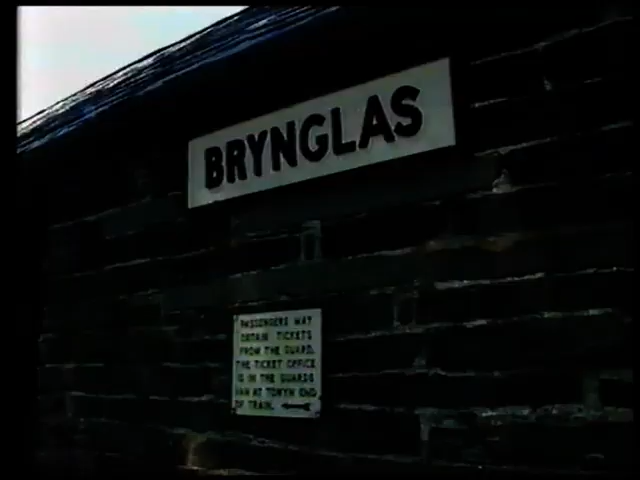 BRYNGLAS
PASSENGERS MAY
OBTAIN TICKETS
FROM THE GUARD.
THE TICKET OFFICE
IS IN THE GUARDS
VAN AT TOWYN END
OF TRAIN.